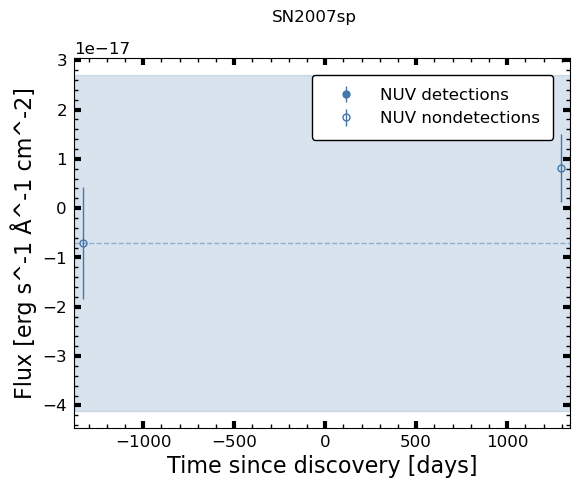 SN2007sp
1e−17
3
2
1
0
−1
−2
−3
−4
Flux [erg s^-1 Å^-1 cm^-2]
NUV detections
NUV nondetections
−1000 −500 0 500 1000
Time since discovery [days]